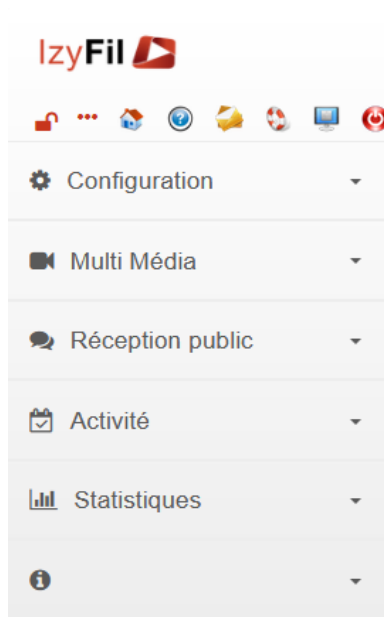 IzyFil
Configuration
Multi Média
Réception public
Activité
Statistiques